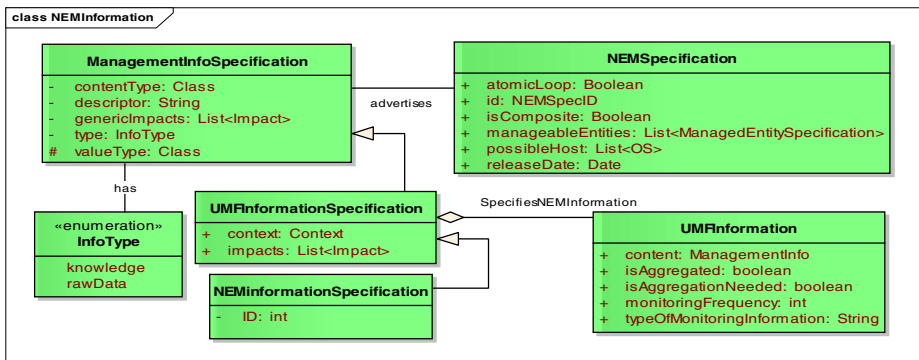 class NEMInformation
ManagementInfoSpecification
- contentType: Class
- descriptor: String
- genericImpacts: List<Impact>
- type: InfoType
# valueType: Class
advertises
NEMSpecification
+ atomicLoop: Boolean
+ id: NEMSpecID
+ isComposite: Boolean
+ manageableEntities: List<ManagedEntitySpecification>
+ possibleHost: List<OS>
+ releaseDate: Date
has
«enumeration»
InfoType
knowledge
rawData
UMFInformationSpecification
+ context: Context
+ impacts: List<Impact>
SpecifiesNEMInformation
UMFInformation
+ content: ManagementInfo
+ isAggregated: boolean
+ isAggregationNeeded: boolean
+ monitoringFrequency: int
+ typeOfMonitoringInformation: String
NEMinformationSpecification
- ID: int